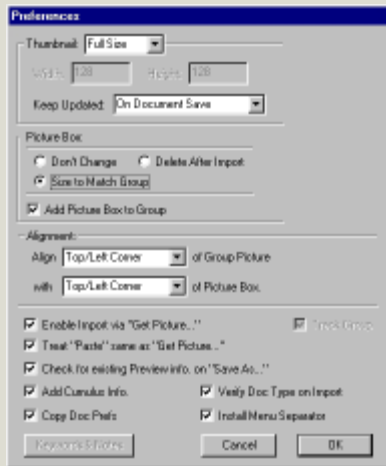 Preferences
Thumbnail: Full Size
Width: 128 Height: 128
Keep Updated: On Document Save
Picture Box:
Don't Change Delete After Import
Size to Match Group
Add Picture Box to Group
Alignment:
Align Top/Left Corner of Group Picture
with Top/Left Corner of Picture Box.
Enable Import via "Get Picture..." Track Group
Treat "Paste" same as "Get Picture..."
Check for existing Preview info. on "Save As..."
Add Cumulus Info. Verify Doc Type on Import
Copy Doc Prefs Install Menu Separator
Keywords & Notes Cancel OK